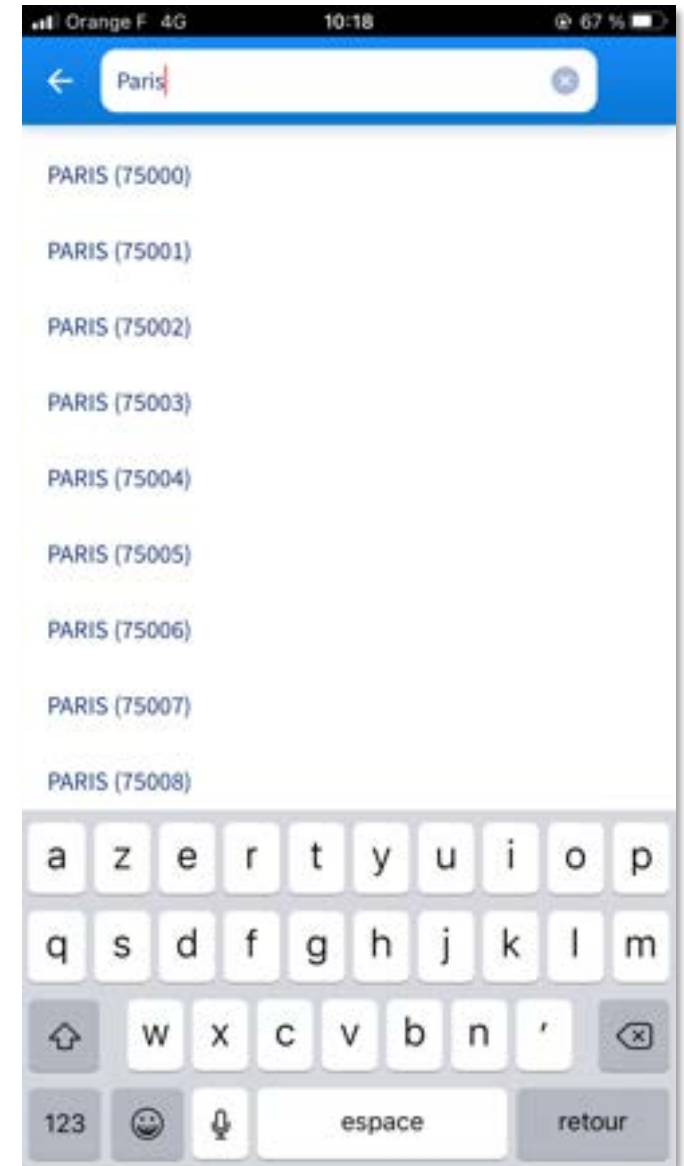 Orange F 4G 10:18 67 %
Paris
PARIS (75000)
PARIS (75001)
PARIS (75002)
PARIS (75003)
PARIS (75004)
PARIS (75005)
PARIS (75006)
PARIS (75007)
PARIS (75008)
a z e r t y u i o p
q s d f g h j k l m
w x c v b n '
123 espace retour